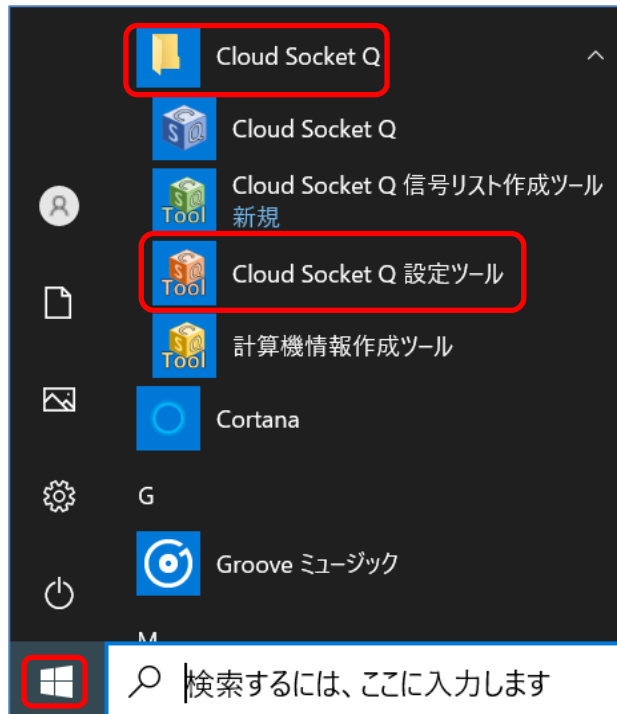 Cloud Socket Q
Cloud Socket Q
Cloud Socket Q 信号リスト作成ツール
新規
Cloud Socket Q 設定ツール
計算機情報作成ツール
Cortana
G
Groove ミュージック
M
検索するには、ここに入力します